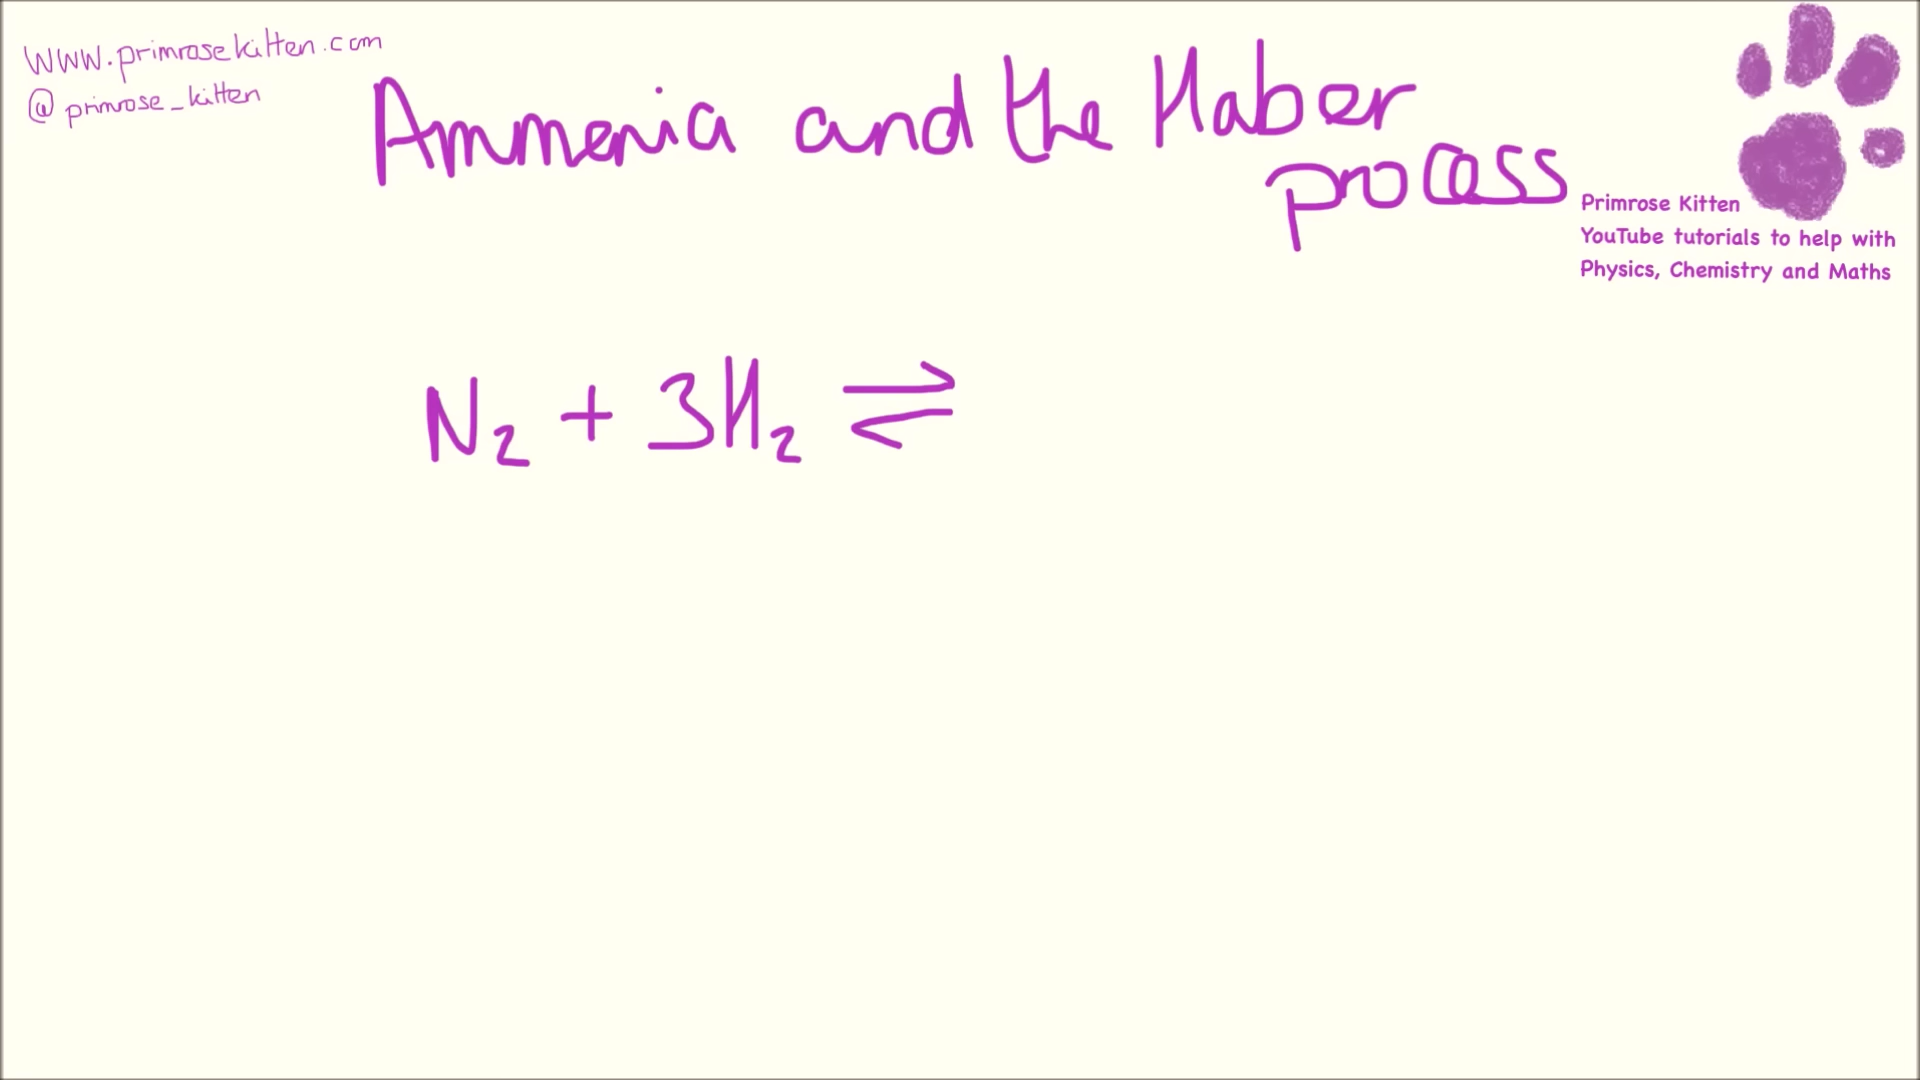 www.primrosekitten.com
@primrose_kitten
Ammonia and the Haber
process
Primrose Kitten
YouTube tutorials to help with
Physics, Chemistry and Maths
N₂ + 3H₂ ⇌